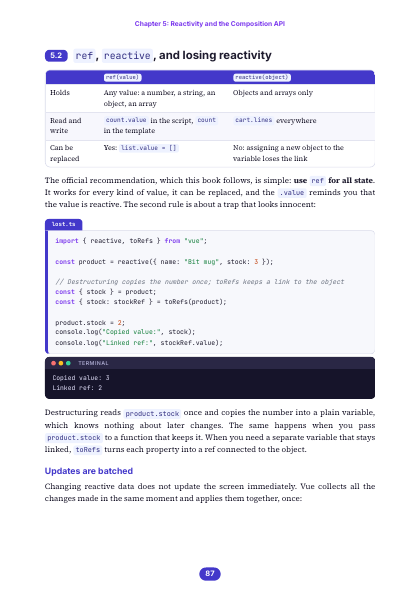 Chapter 5: Reactivity and the Composition API
5.2 ref, reactive, and losing reactivity
ref(value) reactive(object)
Holds Any value: a number, a string, an object, an array Objects and arrays only
Read and write count.value in the script, count in the template cart.lines everywhere
Can be replaced Yes: list.value = [] No: assigning a new object to the variable loses the link
The official recommendation, which this book follows, is simple: use ref for all state.
It works for every kind of value, it can be replaced, and the .value reminds you that
the value is reactive. The second rule is about a trap that looks innocent:
lost.ts
import { reactive, toRefs } from "vue";
const product = reactive({ name: "Bit mug", stock: 3 });
// Destructuring copies the number once; toRefs keeps a link to the object
const { stock } = product;
const { stock: stockRef } = toRefs(product);
product.stock = 2;
console.log("Copied value:", stock);
console.log("Linked ref:", stockRef.value);
TERMINAL
Copied value: 3
Linked ref: 2
Destructuring reads product.stock once and copies the number into a plain variable,
which knows nothing about later changes. The same happens when you pass
product.stock to a function that keeps it. When you need a separate variable that stays
linked, toRefs turns each property into a ref connected to the object.
Updates are batched
Changing reactive data does not update the screen immediately. Vue collects all the
changes made in the same moment and applies them together, once:
87